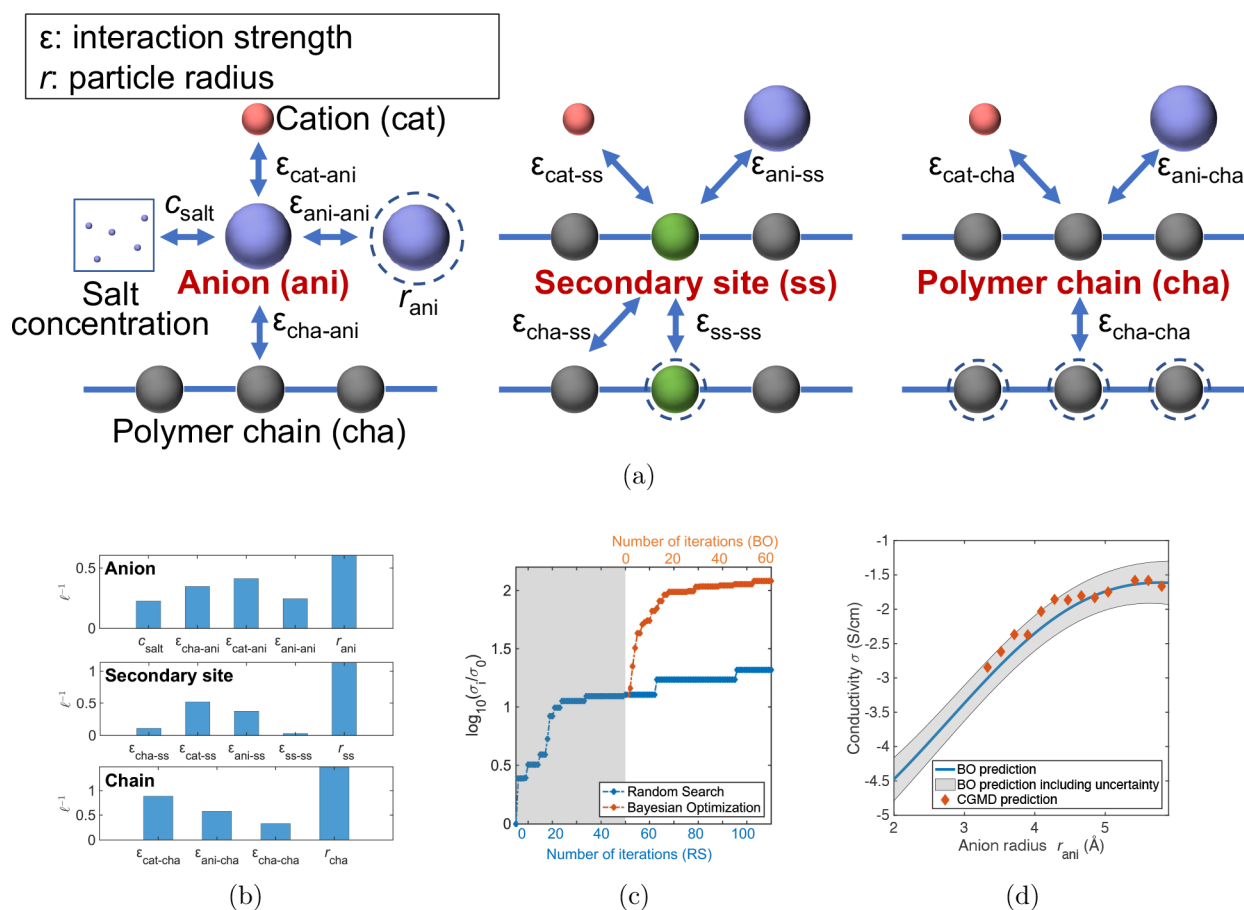 ε: interaction strength
r: particle radius
Cation (cat)
ε_cat-ani
c_salt
ε_ani-ani
Salt concentration
Anion (ani)
r_ani
ε_cha-ani
Polymer chain (cha)
ε_cat-ss
ε_ani-ss
Secondary site (ss)
ε_cha-ss
ε_ss-ss
ε_cat-cha
ε_ani-cha
Polymer chain (cha)
ε_cha-cha
(a)
Anion
0.5
0
ℓ⁻¹
c_salt ε_cha-ani ε_cat-ani ε_ani-ani r_ani
Secondary site
1
0.5
0
ℓ⁻¹
ε_cha-ss ε_cat-ss ε_ani-ss ε_ss-ss r_ss
Chain
1
0.5
0
ℓ⁻¹
ε_cat-cha ε_ani-cha ε_cha-cha r_cha
(b)
Number of iterations (BO)
0 20 40 60
2
1.5
1
0.5
0
log₁₀(σᵢ/σ₀)
Random Search
Bayesian Optimization
0 20 40 60 80 100
Number of iterations (RS)
(c)
-1
-1.5
-2
-2.5
-3
-3.5
-4
-4.5
-5
Conductivity σ (S/cm)
BO prediction
BO prediction including uncertainty
CGMD prediction
2 3 4 5
Anion radius r_ani (Å)
(d)